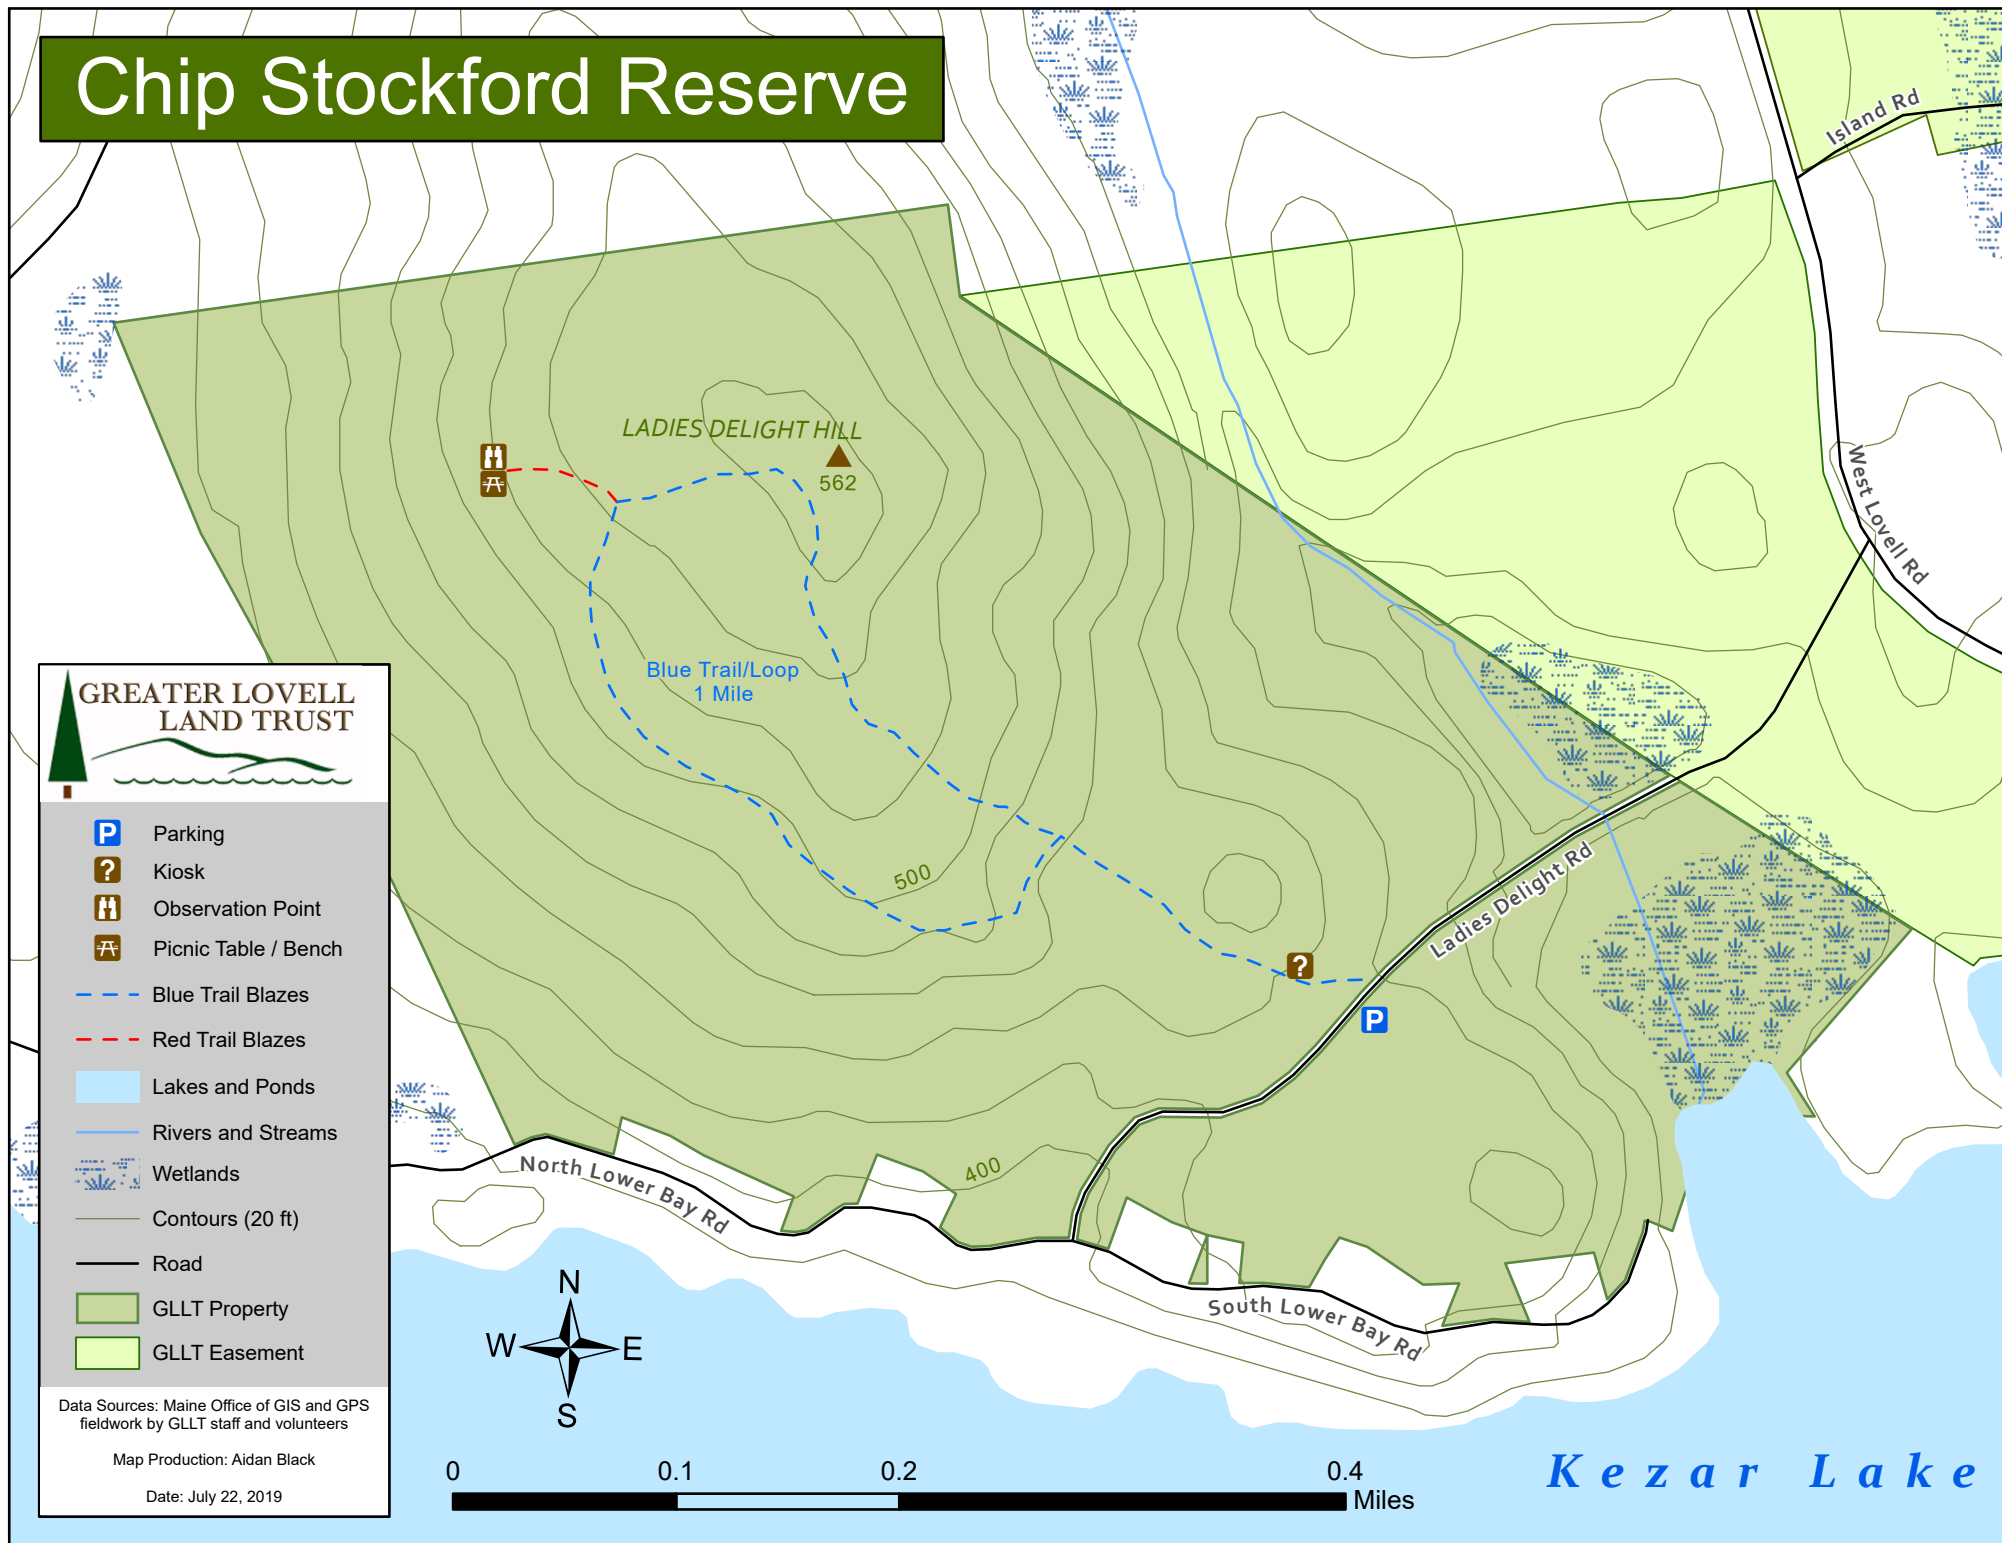 Chip Stockford Reserve
Island Rd
West Lovell Rd
LADIES DELIGHT HILL
562
Blue Trail/Loop
1 Mile
500
Ladies Delight Rd
?
P
400
North Lower Bay Rd
South Lower Bay Rd
GREATER LOVELL
LAND TRUST
P Parking
? Kiosk
Observation Point
Picnic Table / Bench
Blue Trail Blazes
Red Trail Blazes
Lakes and Ponds
Rivers and Streams
Wetlands
Contours (20 ft)
Road
GLLT Property
GLLT Easement
Data Sources: Maine Office of GIS and GPS
fieldwork by GLLT staff and volunteers
Map Production: Aidan Black
Date: July 22, 2019
N
W E
S
0 0.1 0.2 0.4
Miles
Kezar Lake